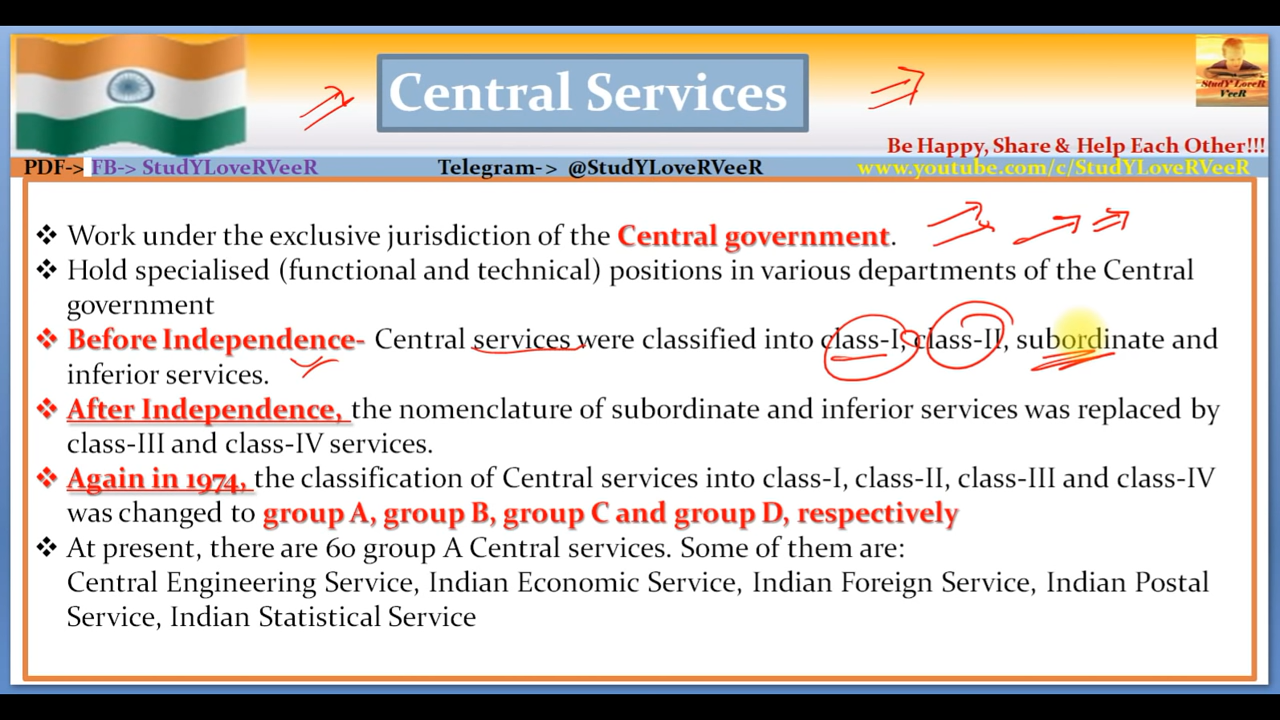 Central Services
StudY LoveR
VeeR
Be Happy, Share & Help Each Other!!!
PDF-> FB-> StudYLoveRVeeR Telegram-> @StudYLoveRVeeR www.youtube.com/c/StudYLoveRVeeR
❖ Work under the exclusive jurisdiction of the Central government.
❖ Hold specialised (functional and technical) positions in various departments of the Central
government
❖ Before Independence- Central services were classified into class-I, class-II, subordinate and
inferior services.
❖ After Independence, the nomenclature of subordinate and inferior services was replaced by
class-III and class-IV services.
❖ Again in 1974, the classification of Central services into class-I, class-II, class-III and class-IV
was changed to group A, group B, group C and group D, respectively
❖ At present, there are 60 group A Central services. Some of them are:
Central Engineering Service, Indian Economic Service, Indian Foreign Service, Indian Postal
Service, Indian Statistical Service